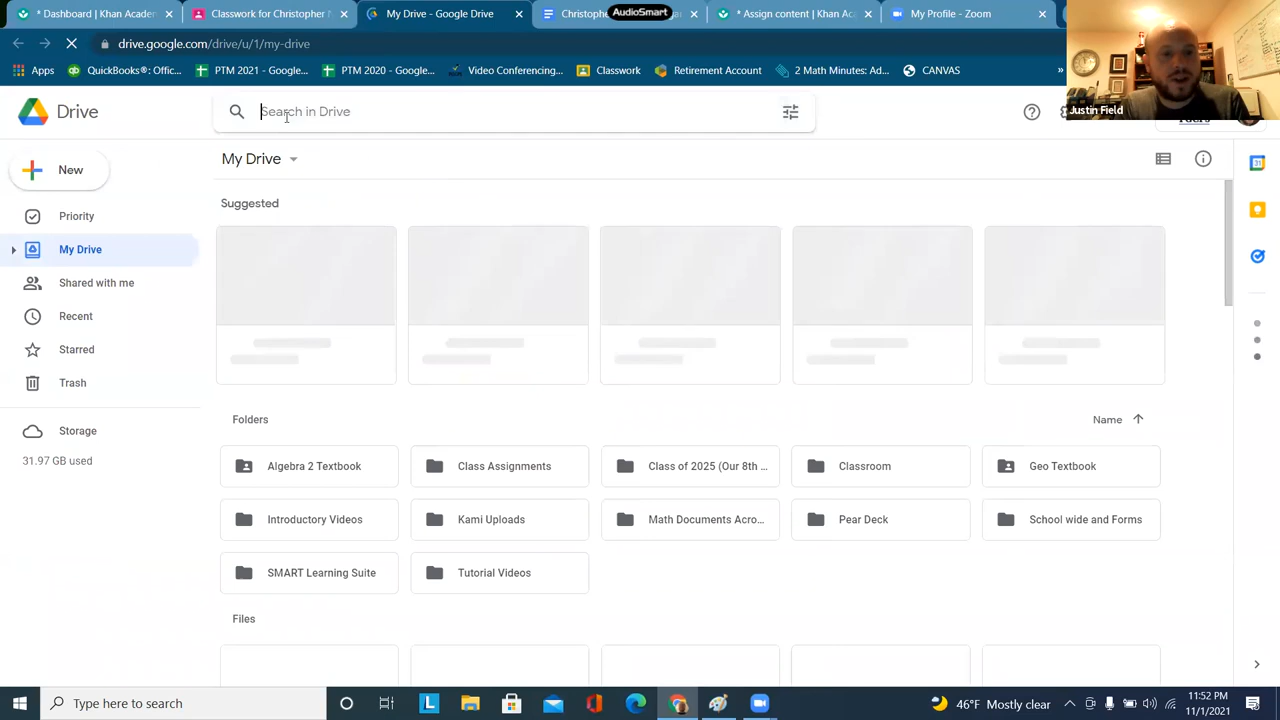 * Dashboard | Khan Academ
Classwork for Christopher N
My Drive - Google Drive
Christophe
AudioSmart
* Assign content | Khan Aca
My Profile - Zoom
drive.google.com/drive/u/1/my-drive
Apps
QuickBooks®: Offic...
PTM 2021 - Google...
PTM 2020 - Google...
Video Conferencing...
Classwork
Retirement Account
2 Math Minutes: Ad...
CANVAS
»
Justin Field
Drive
Search in Drive
New
My Drive
Priority
Suggested
My Drive
Shared with me
Recent
Starred
Trash
Storage
31.97 GB used
Folders
Name
Algebra 2 Textbook
Class Assignments
Class of 2025 (Our 8th ...
Classroom
Geo Textbook
Introductory Videos
Kami Uploads
Math Documents Acro...
Pear Deck
School wide and Forms
SMART Learning Suite
Tutorial Videos
Files
Type here to search
46°F Mostly clear
11:52 PM
11/1/2021